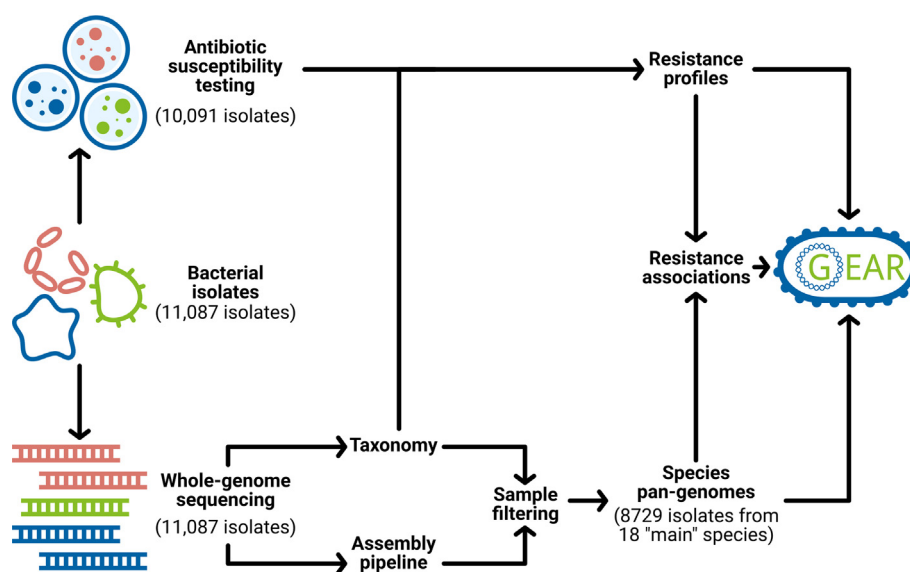 Antibiotic
susceptibility
testing
(10,091 isolates)
Resistance
profiles
Bacterial
isolates
(11,087 isolates)
Resistance
associations
GEAR
Whole-genome
sequencing
(11,087 isolates)
Taxonomy
Assembly
pipeline
Sample
filtering
Species
pan-genomes
(8729 isolates from
18 "main" species)